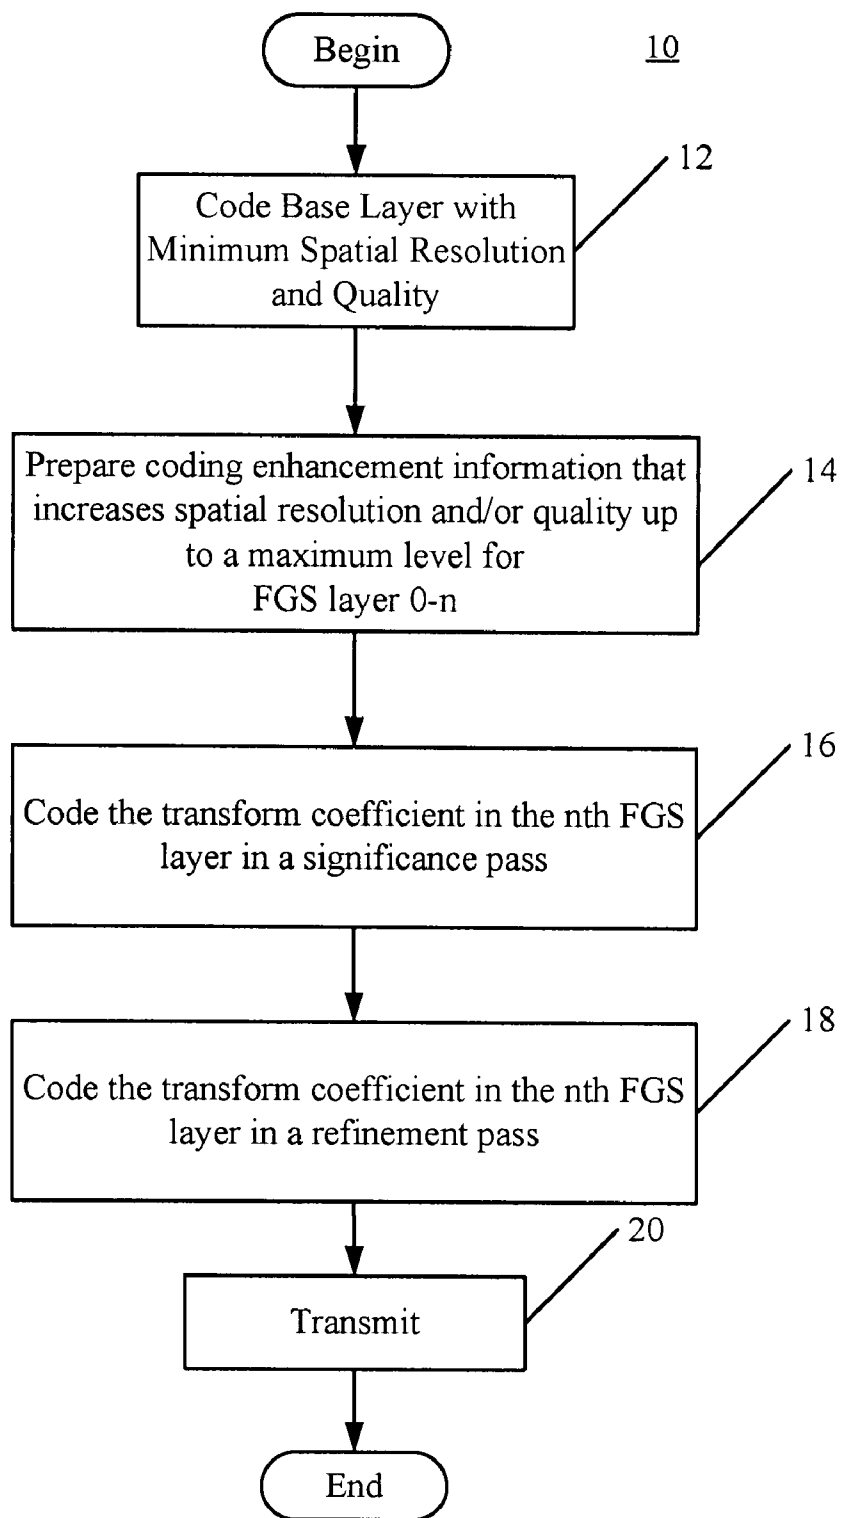 Begin
10
12
Code Base Layer with
Minimum Spatial Resolution
and Quality
14
Prepare coding enhancement information that
increases spatial resolution and/or quality up
to a maximum level for
FGS layer 0-n
16
Code the transform coefficient in the nth FGS
layer in a significance pass
18
Code the transform coefficient in the nth FGS
layer in a refinement pass
20
Transmit
End